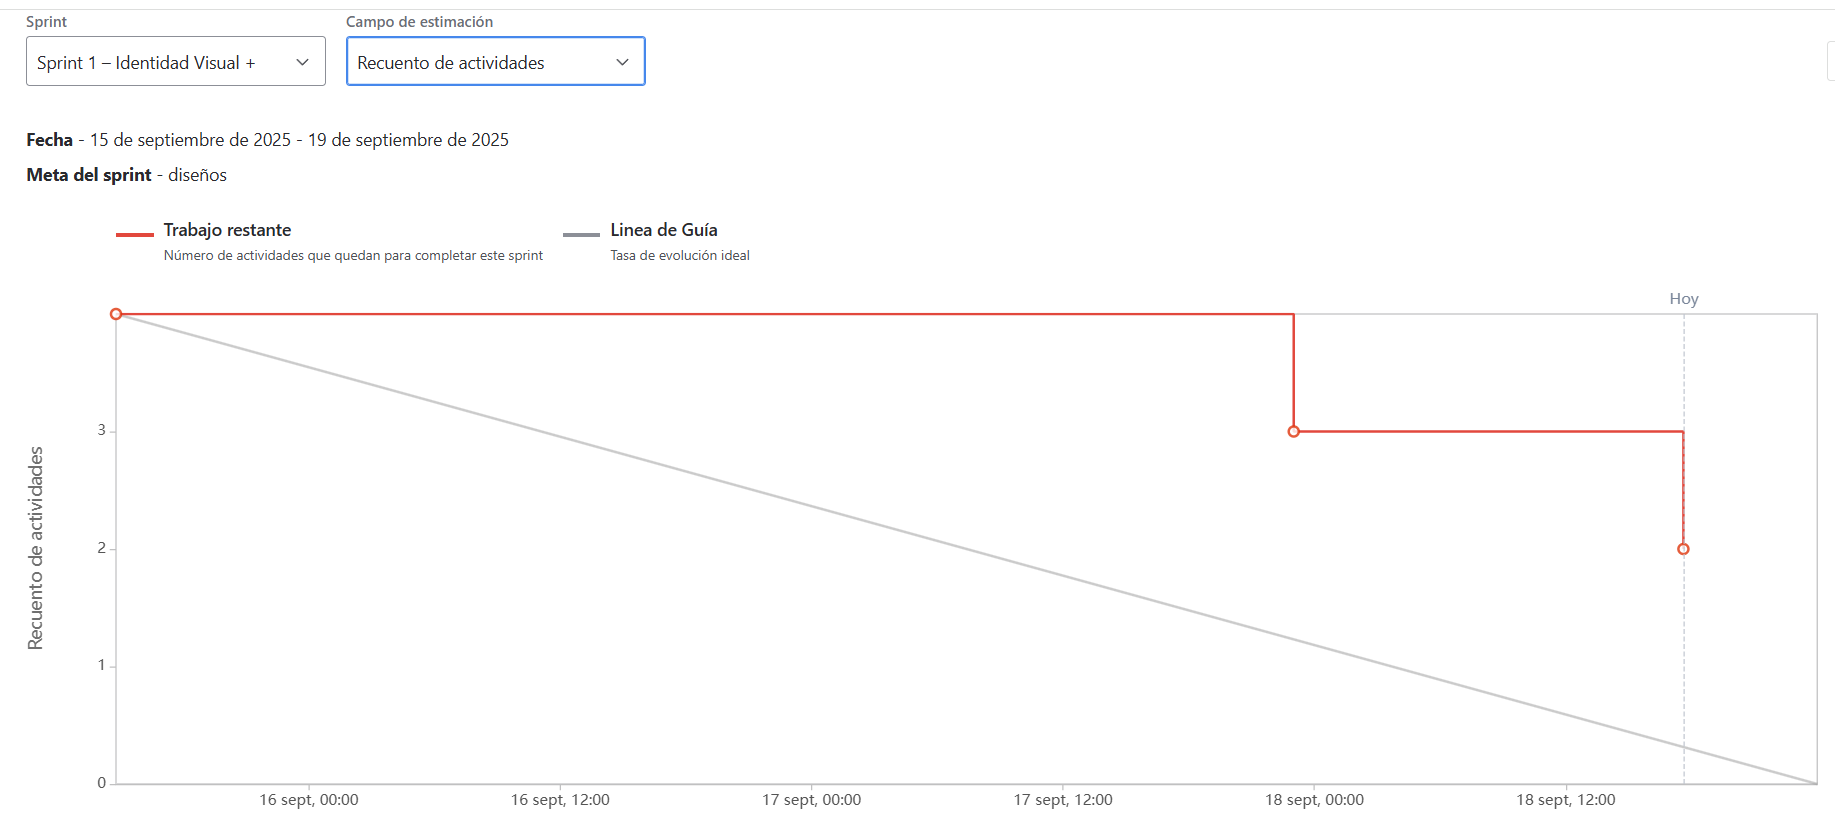 Sprint
Campo de estimación
Sprint 1 – Identidad Visual +
Recuento de actividades
Fecha - 15 de septiembre de 2025 - 19 de septiembre de 2025
Meta del sprint - diseños
Trabajo restante
Número de actividades que quedan para completar este sprint
Linea de Guía
Tasa de evolución ideal
Hoy
Recuento de actividades
3
2
1
0
16 sept, 00:00
16 sept, 12:00
17 sept, 00:00
17 sept, 12:00
18 sept, 00:00
18 sept, 12:00